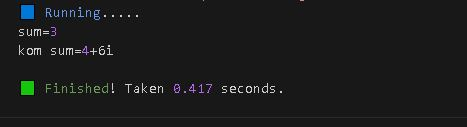 Running.....
sum=3
kom sum=4+6i
Finished! Taken 0.417 seconds.